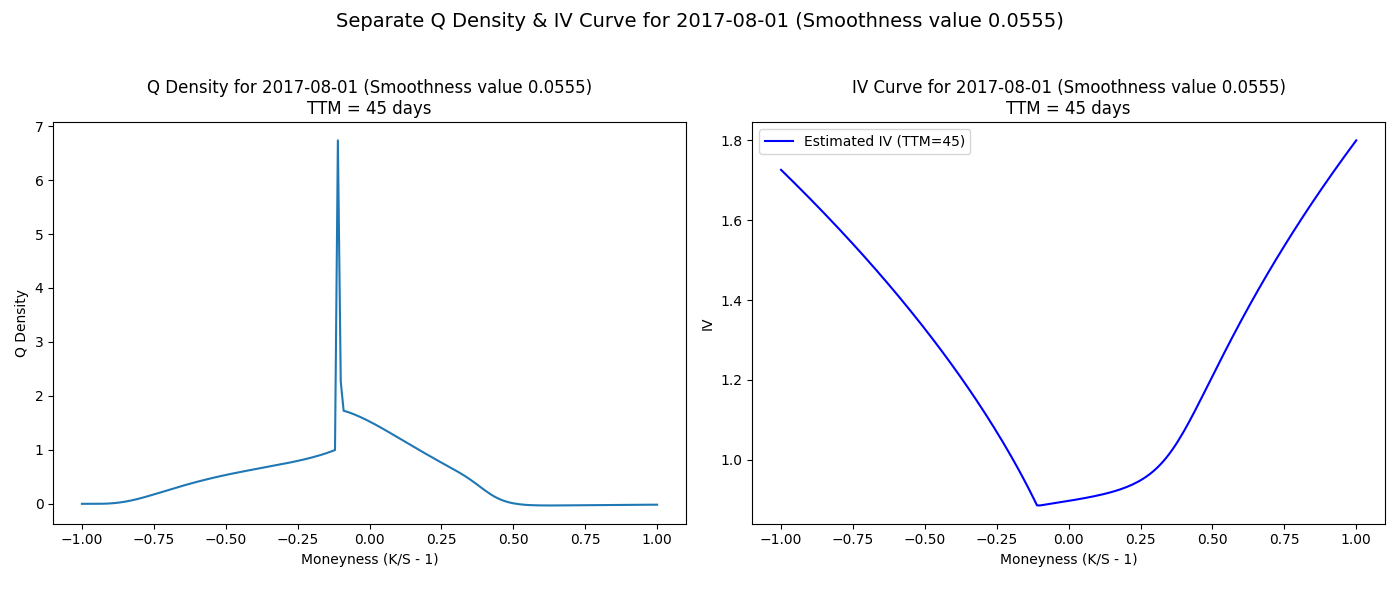 Separate Q Density & IV Curve for 2017-08-01 (Smoothness value 0.0555)
Q Density for 2017-08-01 (Smoothness value 0.0555)
TTM = 45 days
7
6
5
4
3
2
1
0
Q Density
−1.00 −0.75 −0.50 −0.25 0.00 0.25 0.50 0.75 1.00
Moneyness (K/S - 1)
IV Curve for 2017-08-01 (Smoothness value 0.0555)
TTM = 45 days
Estimated IV (TTM=45)
1.8
1.6
1.4
1.2
1.0
IV
−1.00 −0.75 −0.50 −0.25 0.00 0.25 0.50 0.75 1.00
Moneyness (K/S - 1)